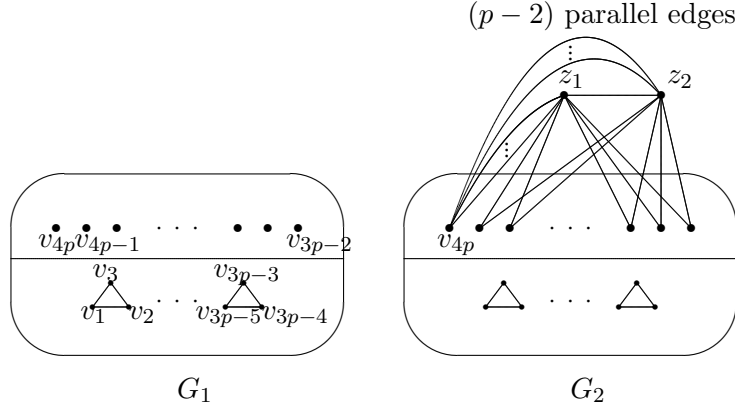 (p − 2) parallel edges
z₁ z₂
v₄ₚ v₄ₚ₋₁ · · · v₃ₚ₋₂
v₄ₚ · · ·
v₃ v₃ₚ₋₃
v₁ v₂ · · · v₃ₚ₋₅ v₃ₚ₋₄
· · ·
G₁ G₂